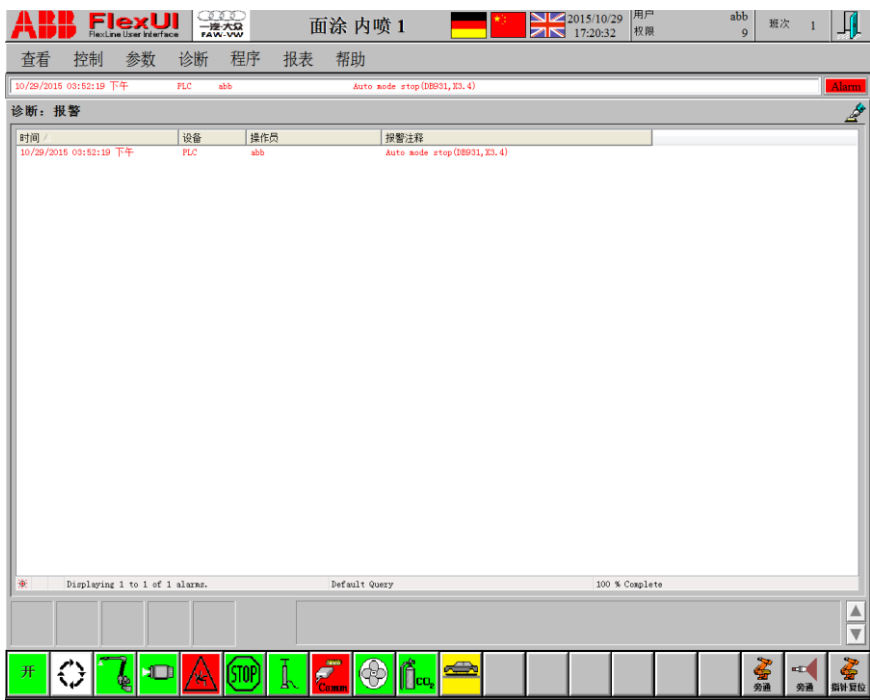 ABB FlexUI
FlexLine User Interface
一汽·大众
FAW-VW
面涂 内喷 1
2015/10/29
17:20:32
用户 abb
权限 9
班次 1
查看 控制 参数 诊断 程序 报表 帮助
10/29/2015 03:52:19 下午 PLC abb Auto mode stop(DB931,X3.4) Alarm
诊断: 报警
时间 设备 操作员 报警注释
10/29/2015 03:52:19 下午 PLC abb Auto mode stop(DB931,X3.4)
Displaying 1 to 1 of 1 alarms. Default Query 100 % Complete
开 STOP Comm CO₂ 旁通 旁通 指针复位